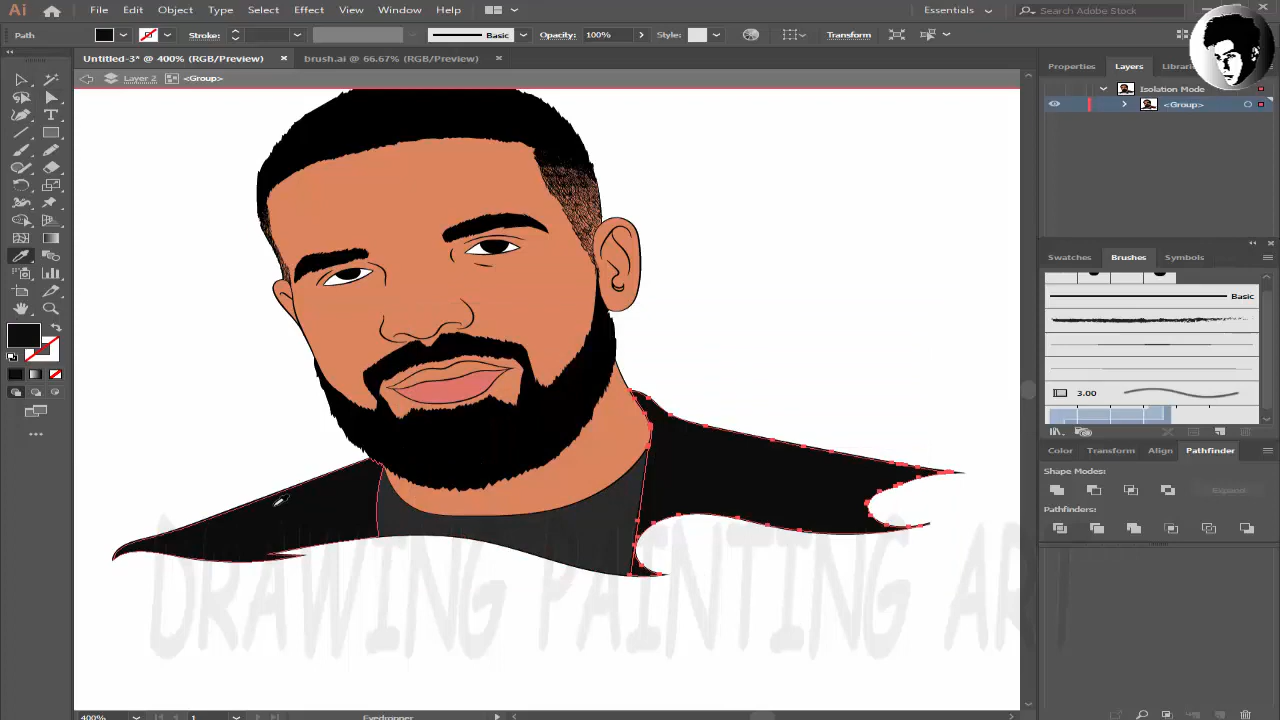 Ai File Edit Object Type Select Effect View Window Help Essentials Search Adobe Stock
Path Stroke: Basic Opacity: 100% Style: Transform
Untitled-3* @ 400% (RGB/Preview) × brush.ai @ 66.67% (RGB/Preview) ×
Layer 2 <Group>
Properties Layers
Isolation Mode
<Group>
Swatches Brushes Symbols
Basic
3.00
Color Transform Align Pathfinder
Shape Modes:
Expand
Pathfinders:
DRAWING PAINTING ART
400% 1 Eyedropper